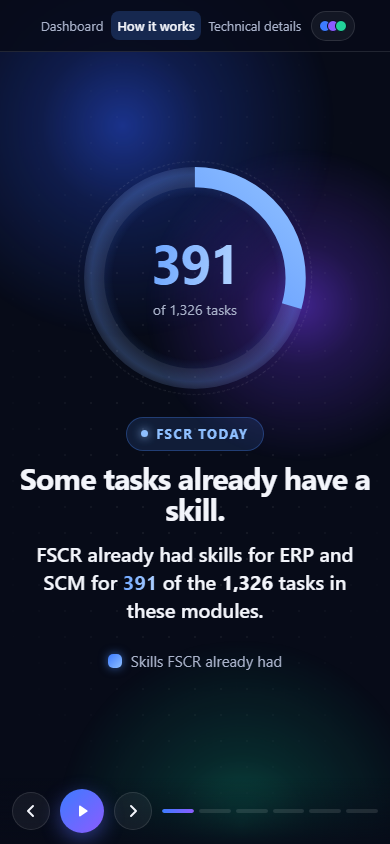 Dashboard How it works Technical details
391
of 1,326 tasks
FSCR TODAY
Some tasks already have a
skill.
FSCR already had skills for ERP and
SCM for 391 of the 1,326 tasks in
these modules.
Skills FSCR already had